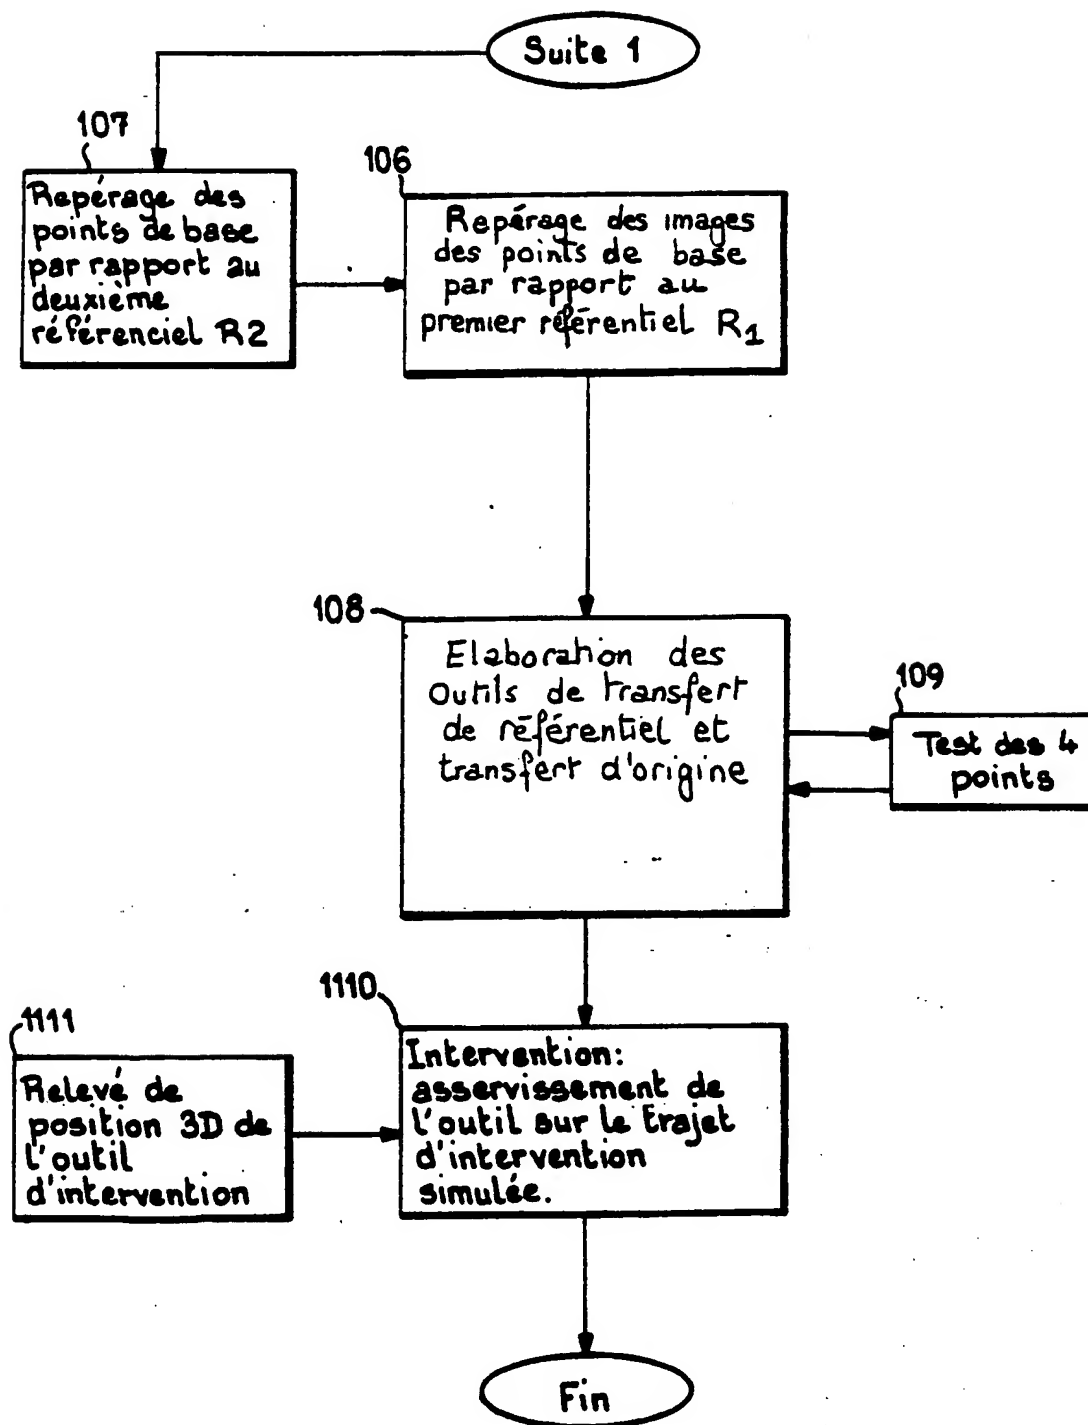 Suite 1
107
Repérage des
points de base
par rapport au
deuxième
référenciel R2
106
Repérage des images
des points de base
par rapport au
premier référentiel R1
108
Elaboration des
Outils de transfert
de référentiel et
transfert d'origine
109
Test des 4
points
1111
Relevé de
position 3D de
l'outil
d'intervention
1110
Intervention:
asservissement de
l'outil sur le trajet
d'intervention
simulée.
Fin